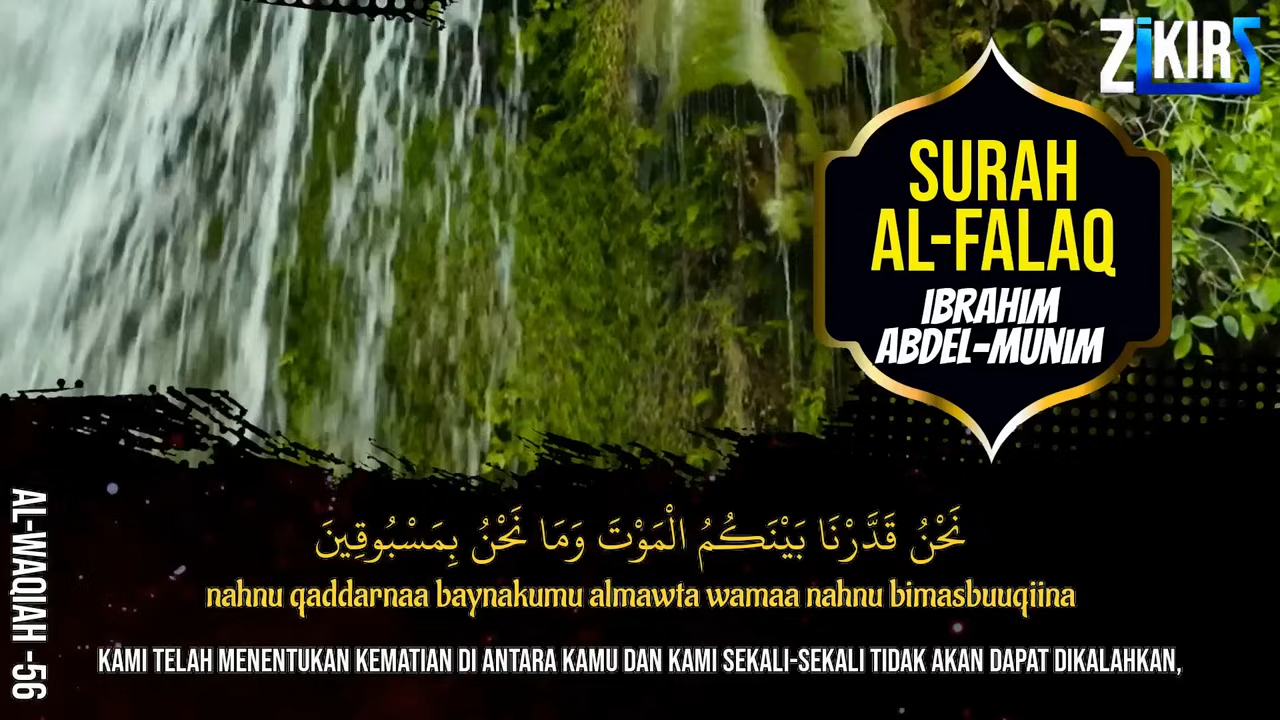 ZiKIRS
SURAH
AL-FALAQ
IBRAHIM
ABDEL-MUNIM
نَحْنُ قَدَّرْنَا بَيْنَكُمُ الْمَوْتَ وَمَا نَحْنُ بِمَسْبُوقِينَ
nahnu qaddarnaa baynakumu almawta wamaa nahnu bimasbuuqiina
KAMI TELAH MENENTUKAN KEMATIAN DI ANTARA KAMU DAN KAMI SEKALI-SEKALI TIDAK AKAN DAPAT DIKALAHKAN,
AL-WAQIAH -56